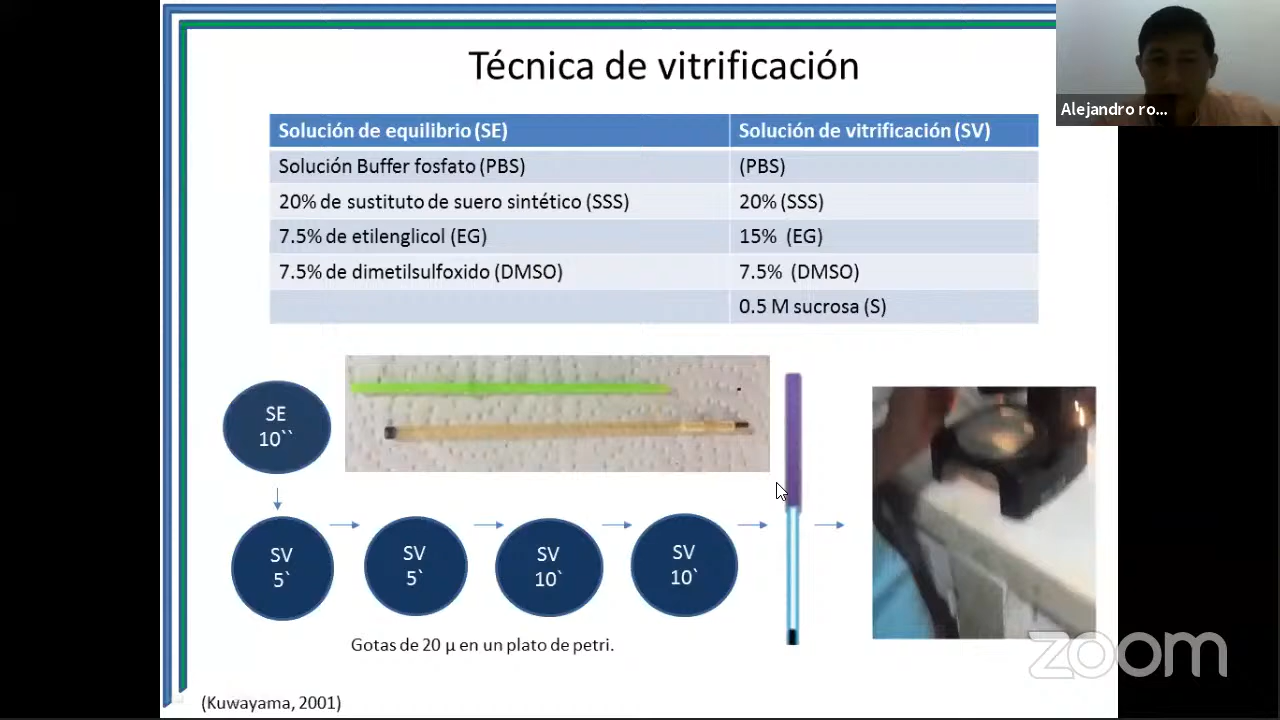 Técnica de vitrificación
Alejandro ro...
Solución de equilibrio (SE) Solución de vitrificación (SV)
Solución Buffer fosfato (PBS) (PBS)
20% de sustituto de suero sintético (SSS) 20% (SSS)
7.5% de etilenglicol (EG) 15% (EG)
7.5% de dimetilsulfoxido (DMSO) 7.5% (DMSO)
0.5 M sucrosa (S)
SE
10``
SV
5`
SV
5`
SV
10`
SV
10`
Gotas de 20 µ en un plato de petri.
zoom
(Kuwayama, 2001)